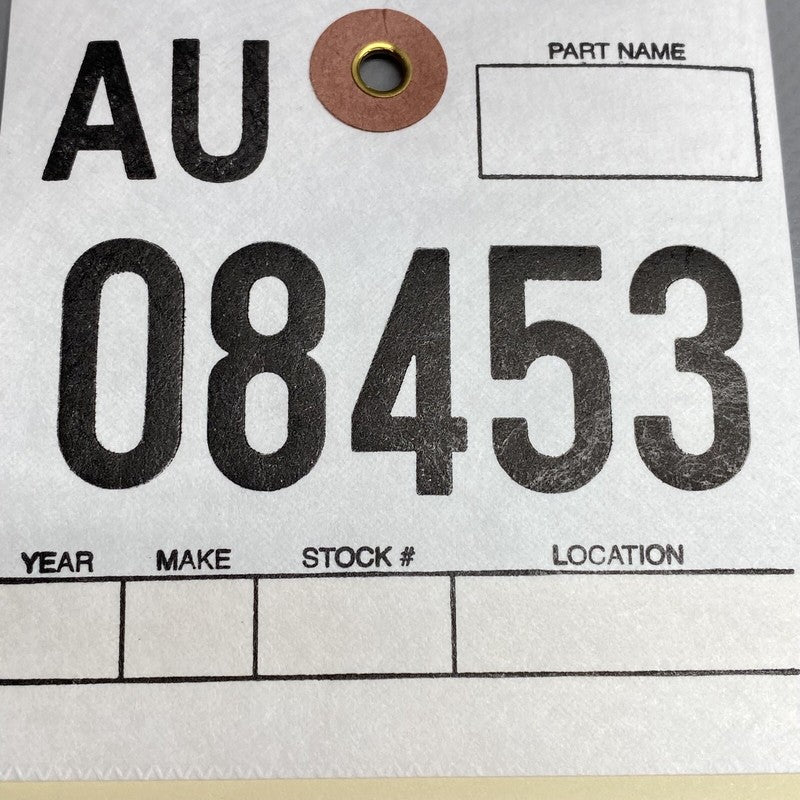 AU
PART NAME
08453
YEAR MAKE STOCK # LOCATION